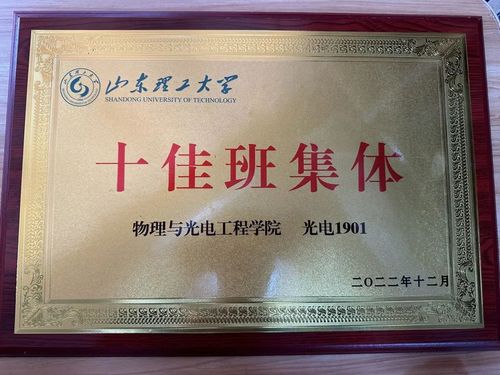 山东理工大学
SHANDONG UNIVERSITY OF TECHNOLOGY
十佳班集体
物理与光电工程学院 光电1901
二〇二二年十二月